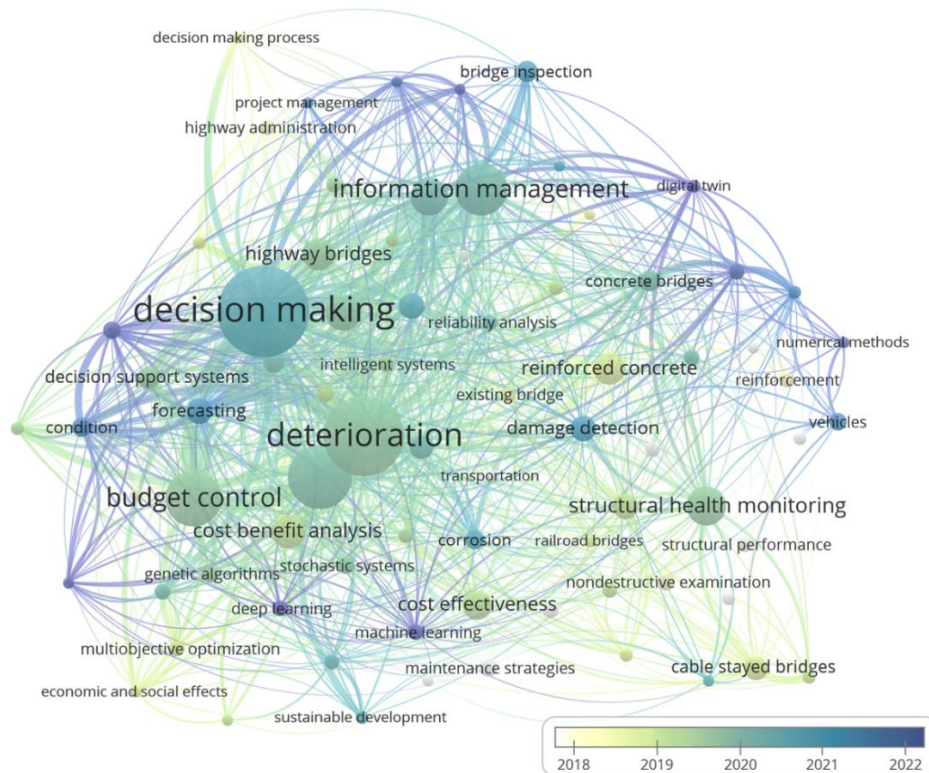 decision making process
bridge inspection
project management
highway administration
information management
digital twin
highway bridges
concrete bridges
decision making
reliability analysis
numerical methods
intelligent systems
reinforced concrete
decision support systems
reinforcement
existing bridge
forecasting
vehicles
condition
damage detection
deterioration
transportation
budget control
structural health monitoring
cost benefit analysis
corrosion
railroad bridges
structural performance
stochastic systems
genetic algorithms
nondestructive examination
deep learning
cost effectiveness
machine learning
multiobjective optimization
maintenance strategies
cable stayed bridges
economic and social effects
sustainable development
2018 2019 2020 2021 2022